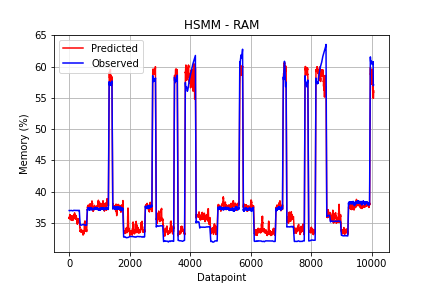 HSMM - RAM
Predicted
Observed
Memory (%)
65
60
55
50
45
40
35
0
2000
4000
6000
8000
10000
Datapoint